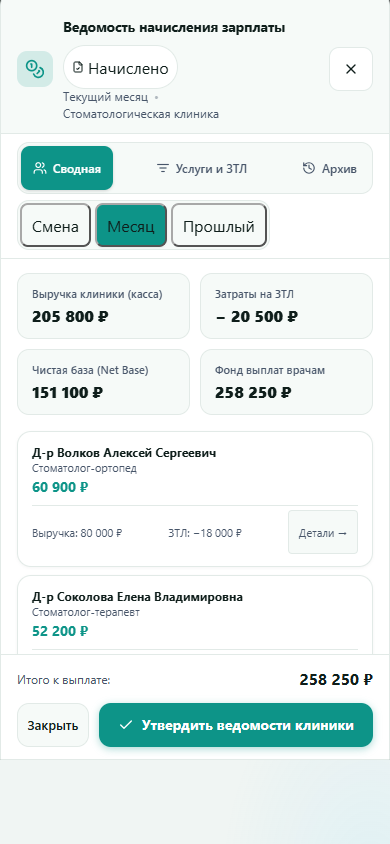 Ведомость начисления зарплаты
Начислено
Текущий месяц •
Стоматологическая клиника
Сводная
Услуги и ЗТЛ
Архив
Смена
Месяц
Прошлый
Выручка клиники (касса)
205 800 ₽
Затраты на ЗТЛ
− 20 500 ₽
Чистая база (Net Base)
151 100 ₽
Фонд выплат врачам
258 250 ₽
Д-р Волков Алексей Сергеевич
Стоматолог-ортопед
60 900 ₽
Выручка: 80 000 ₽
ЗТЛ: −18 000 ₽
Детали →
Д-р Соколова Елена Владимировна
Стоматолог-терапевт
52 200 ₽
Итого к выплате:
258 250 ₽
Закрыть
Утвердить ведомости клиники